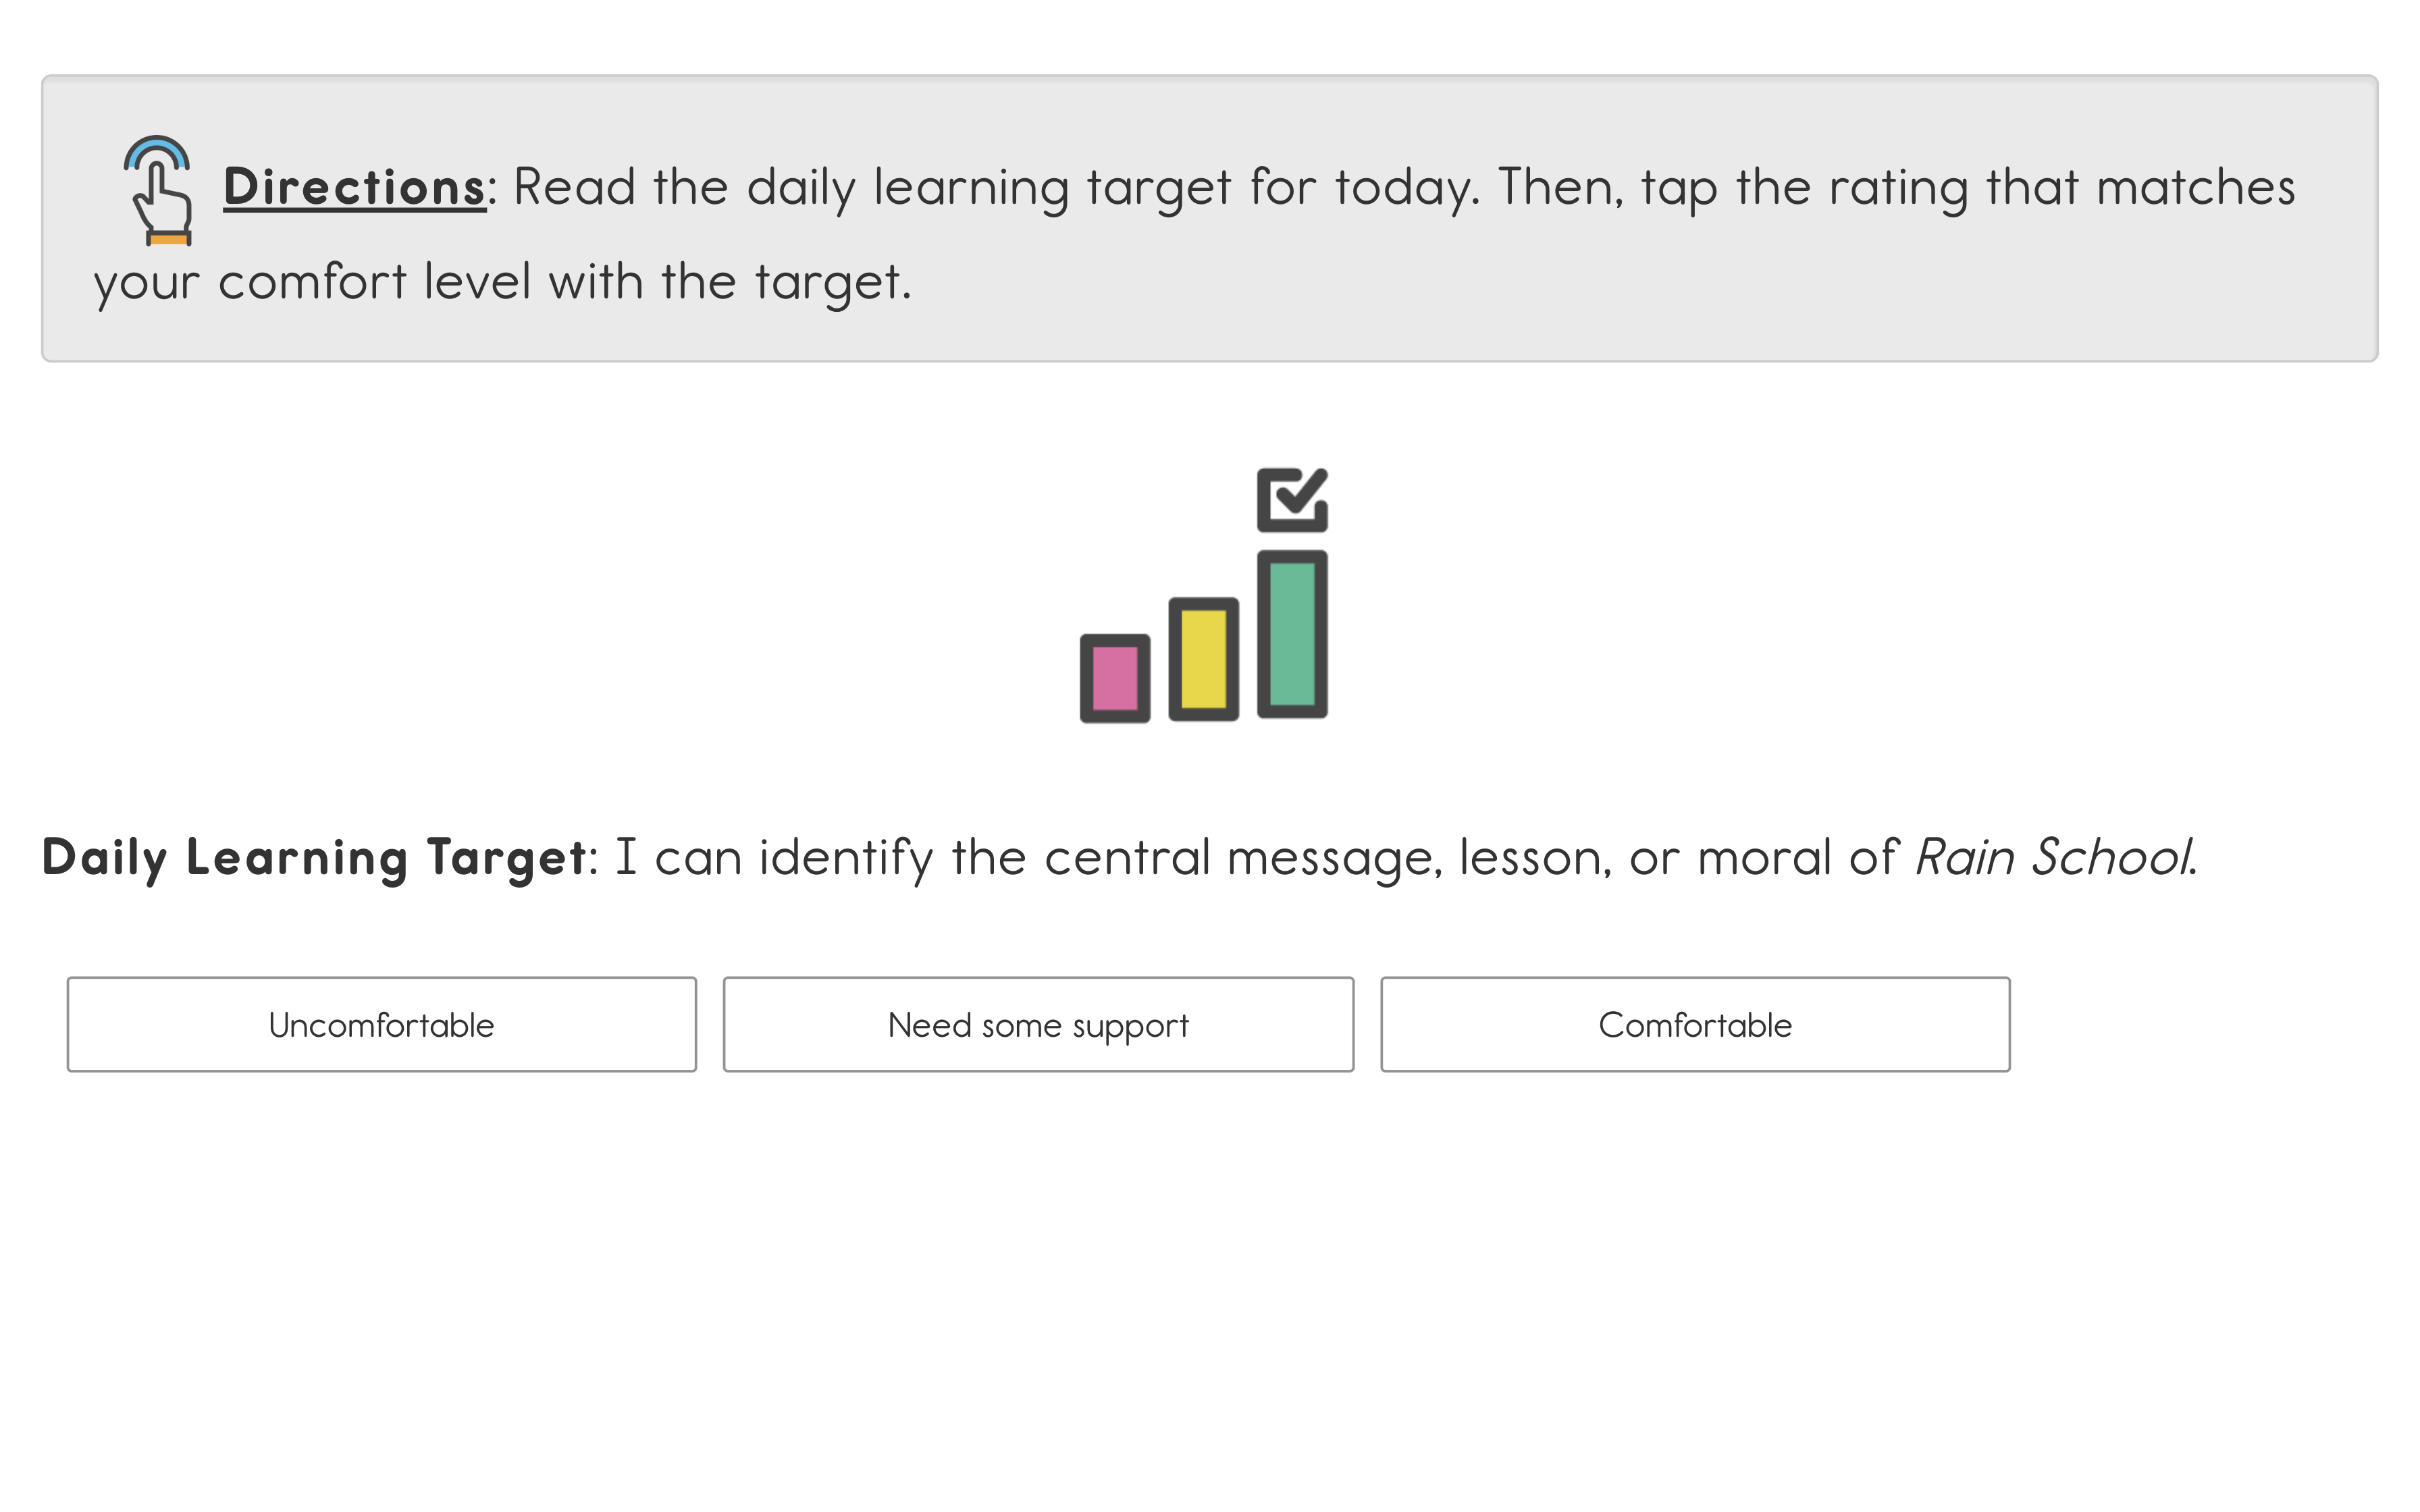 Directions: Read the daily learning target for today. Then, tap the rating that matches
your comfort level with the target.
Daily Learning Target: I can identify the central message, lesson, or moral of Rain School.
Uncomfortable
Need some support
Comfortable